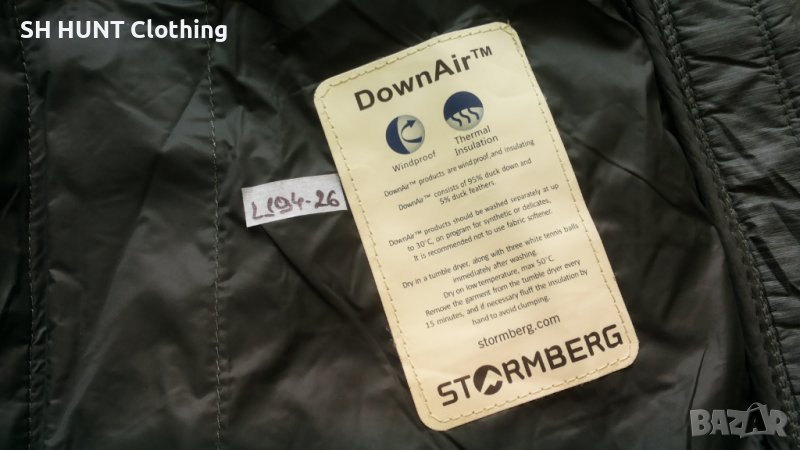 SH HUNT Clothing
DownAir™
Windproof
Thermal
Insulation
DownAir™ products are windproof and insulating
DownAir™ consists of 95% duck down and
5% duck feathers.
DownAir™ products should be washed separately at up
to 30°C, on program for synthetic or delicates,
It is recommended not to use fabric softener.
Dry in a tumble dryer, along with three white tennis balls
immediately after washing.
Dry on low temperature, max 50°C.
Remove the garment from the tumble dryer every
15 minutes, and if necessary fluff the insulation by
hand to avoid clumping.
stormberg.com
STORMBERG
L194-26
BAZAR